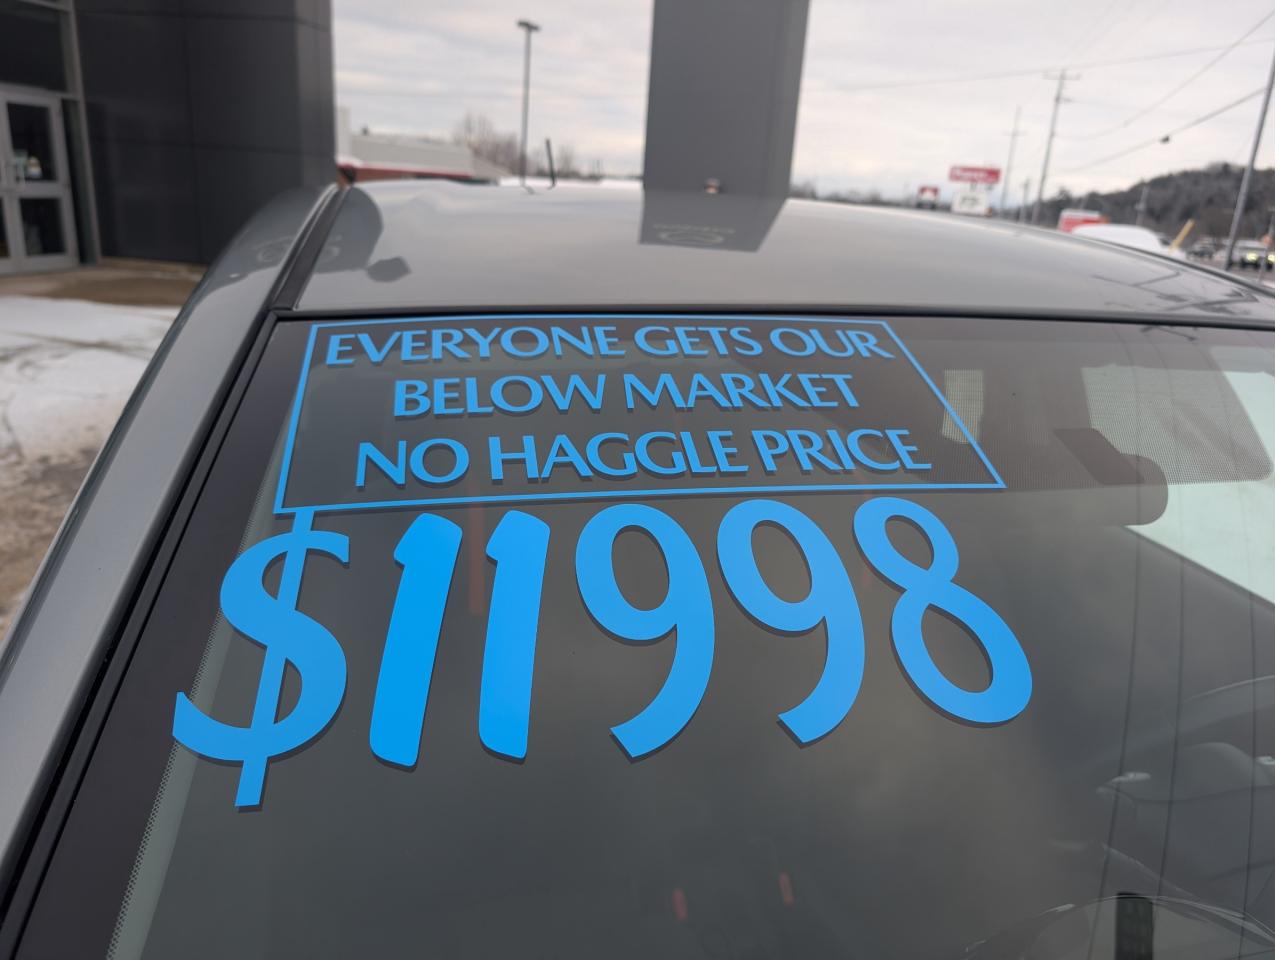 EVERYONE GETS OUR
BELOW MARKET
NO HAGGLE PRICE
$11998